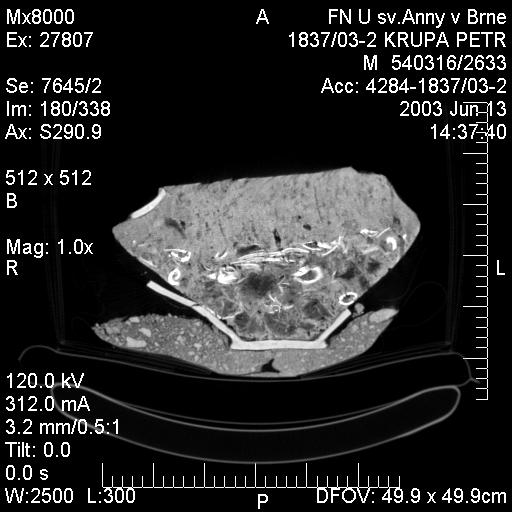 Mx8000
Ex: 27807
Se: 7645/2
Im: 180/338
Ax: S290.9
512 x 512
B
Mag: 1.0x
R
A
FN U sv.Anny v Brne
1837/03-2 KRUPA PETR
M 540316/2633
Acc: 4284-1837/03-2
2003 Jun 13
14:37:40
L
120.0 kV
312.0 mA
3.2 mm/0.5:1
Tilt: 0.0
0.0 s
W:2500 L:300
P
DFOV: 49.9 x 49.9cm